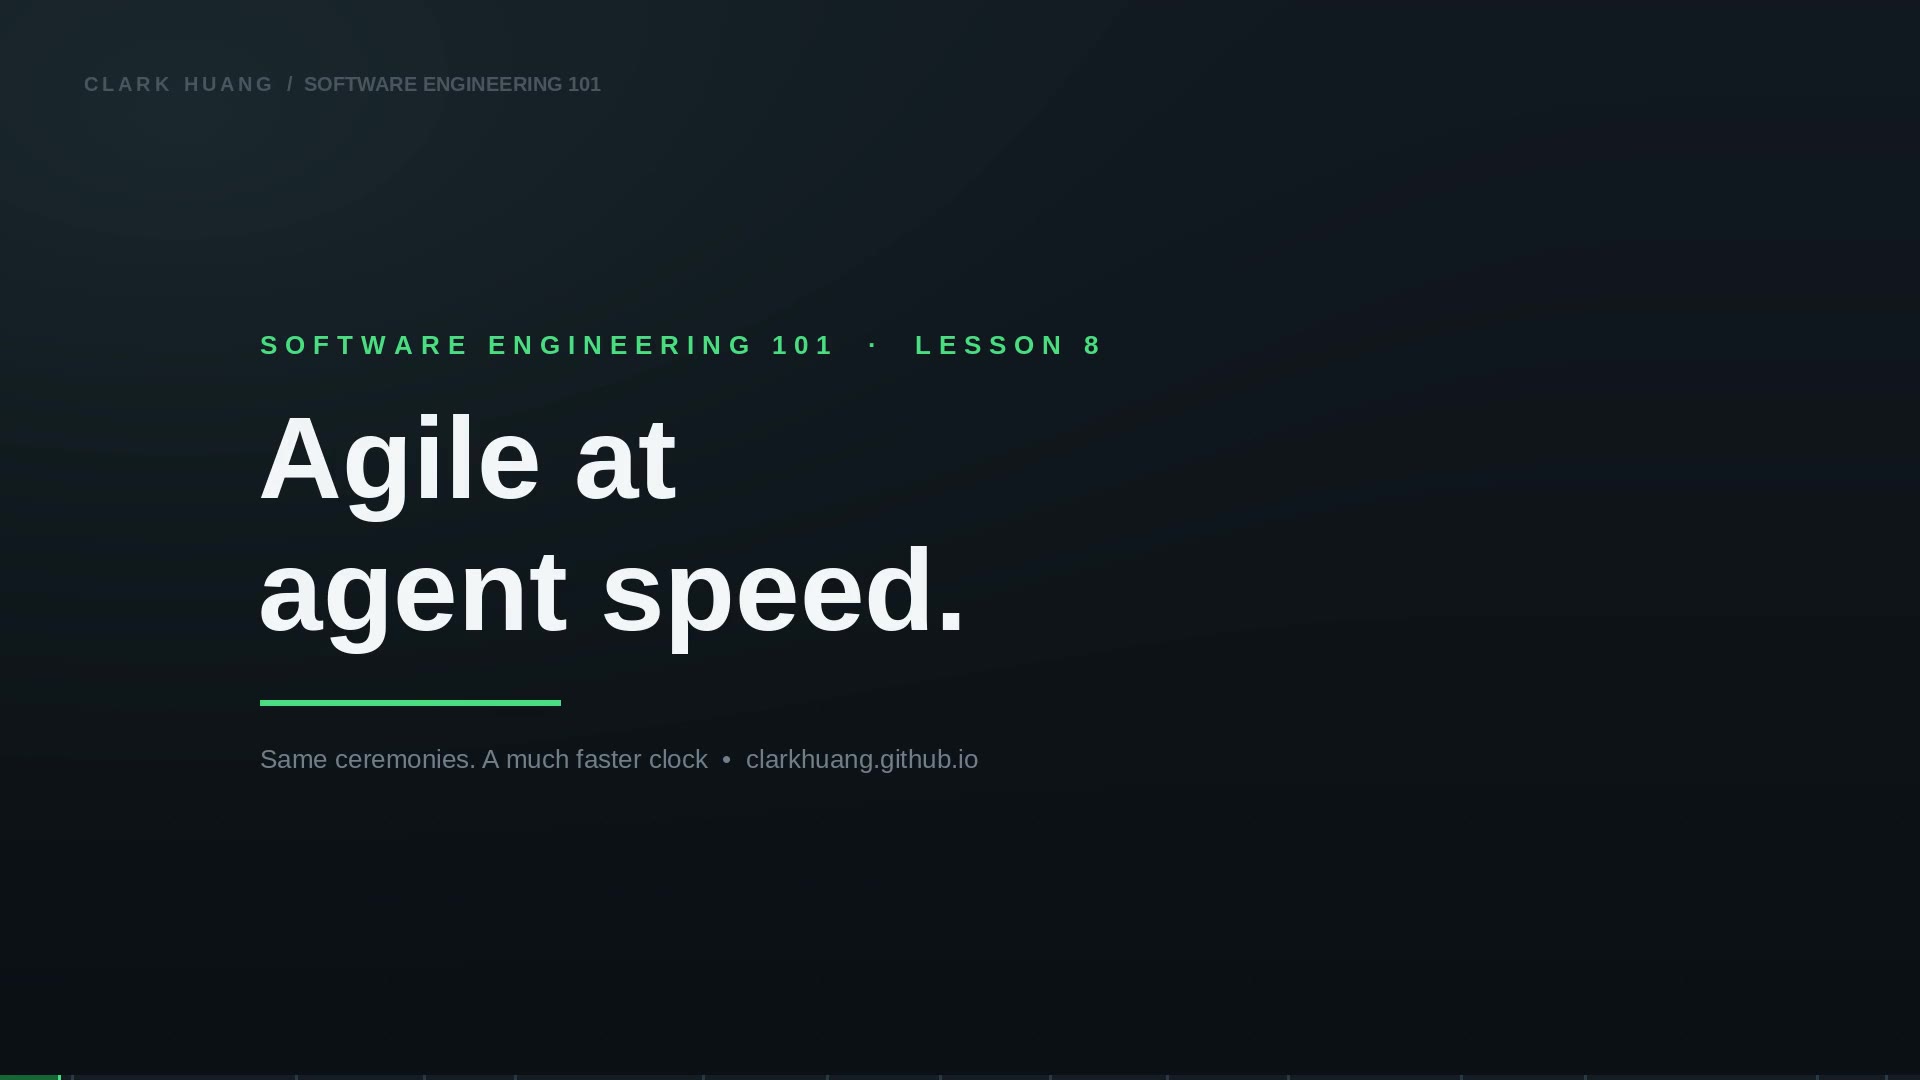 CLARK HUANG / SOFTWARE ENGINEERING 101
SOFTWARE ENGINEERING 101 · LESSON 8
Agile at
agent speed.
Same ceremonies. A much faster clock • clarkhuang.github.io